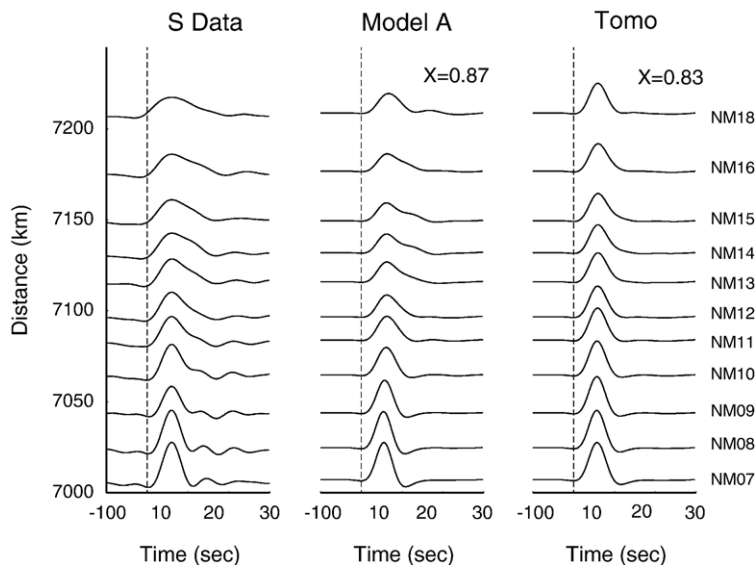 S Data Model A Tomo
X=0.87 X=0.83
7200
7150
7100
7050
7000
Distance (km)
NM18
NM16
NM15
NM14
NM13
NM12
NM11
NM10
NM09
NM08
NM07
-100 10 20 30 -100 10 20 30 -100 10 20 30
Time (sec) Time (sec) Time (sec)